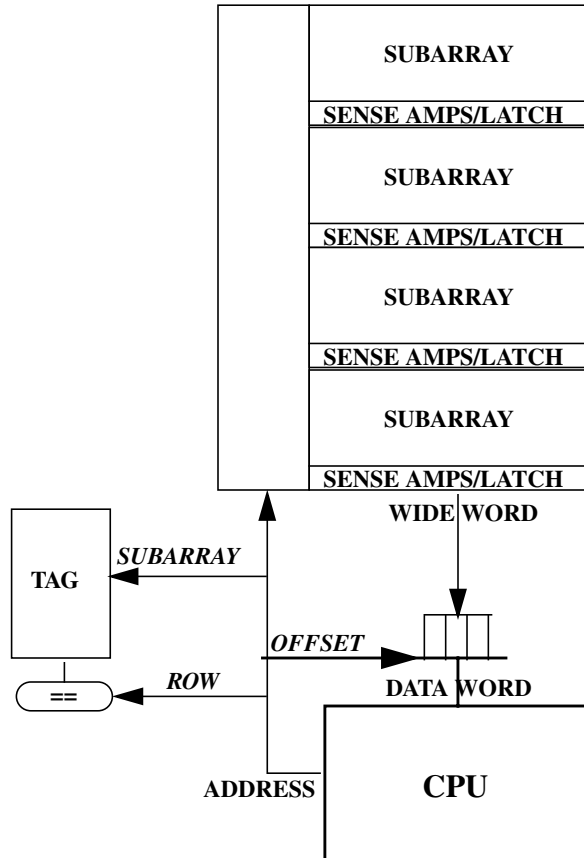 SUBARRAY
SENSE AMPS/LATCH
SUBARRAY
SENSE AMPS/LATCH
SUBARRAY
SENSE AMPS/LATCH
SUBARRAY
SENSE AMPS/LATCH
WIDE WORD
SUBARRAY
TAG
OFFSET
ROW
==
DATA WORD
ADDRESS
CPU